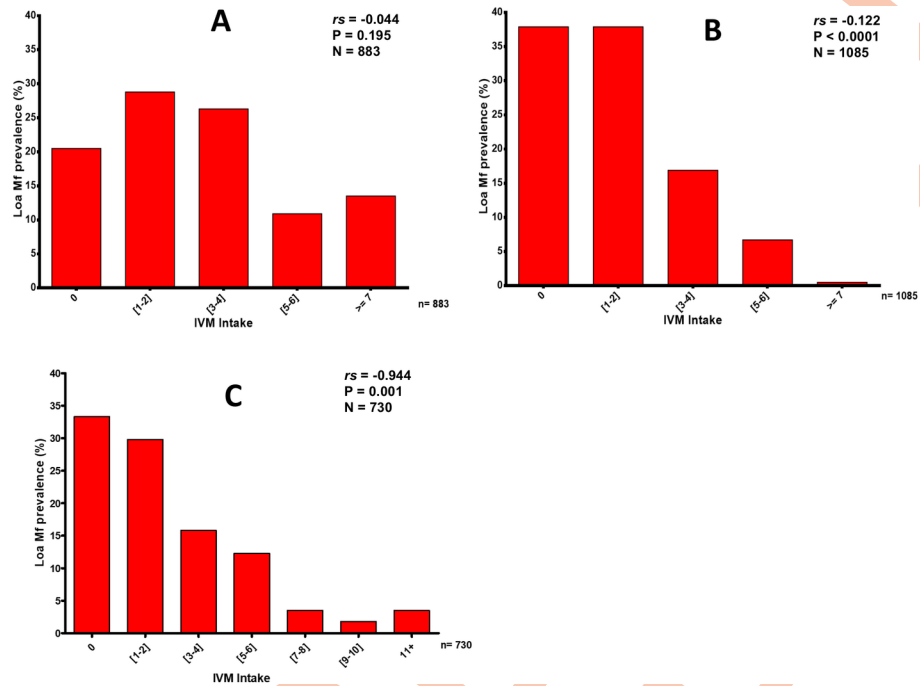 A
rs = -0.044
P = 0.195
N = 883
Loa Mf prevalence (%)
40
35
30
25
20
15
10
5
0
0
[1-2]
[3-4]
[5-6]
>= 7
n= 883
IVM Intake
B
rs = -0.122
P < 0.0001
N = 1085
Loa Mf prevalence (%)
40
35
30
25
20
15
10
5
0
0
[1-2]
[3-4]
[5-6]
>= 7
n= 1085
IVM Intake
C
rs = -0.944
P = 0.001
N = 730
Loa Mf prevalence (%)
40
35
30
25
20
15
10
5
0
0
[1-2]
[3-4]
[5-6]
[7-8]
[9-10]
11+
n= 730
IVM Intake